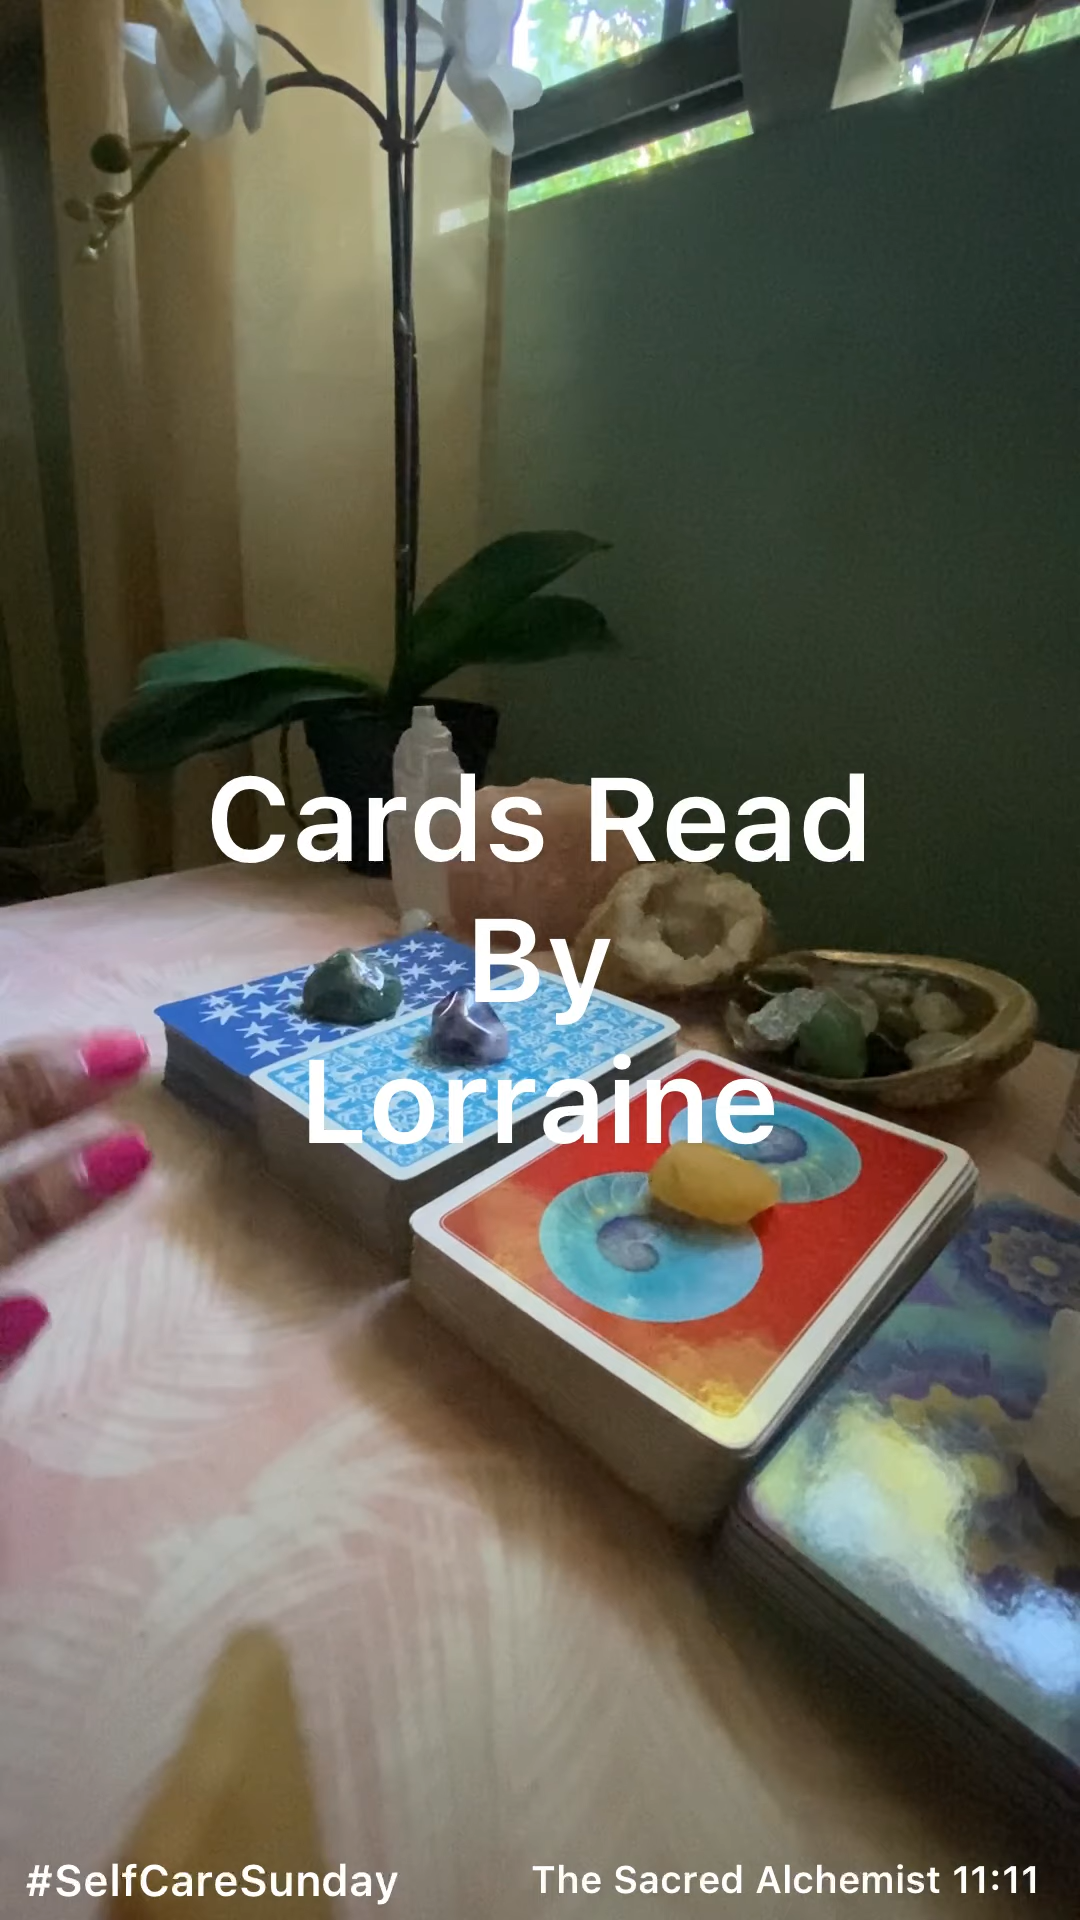 Cards Read
By
Lorraine
#SelfCareSunday
The Sacred Alchemist 11:11